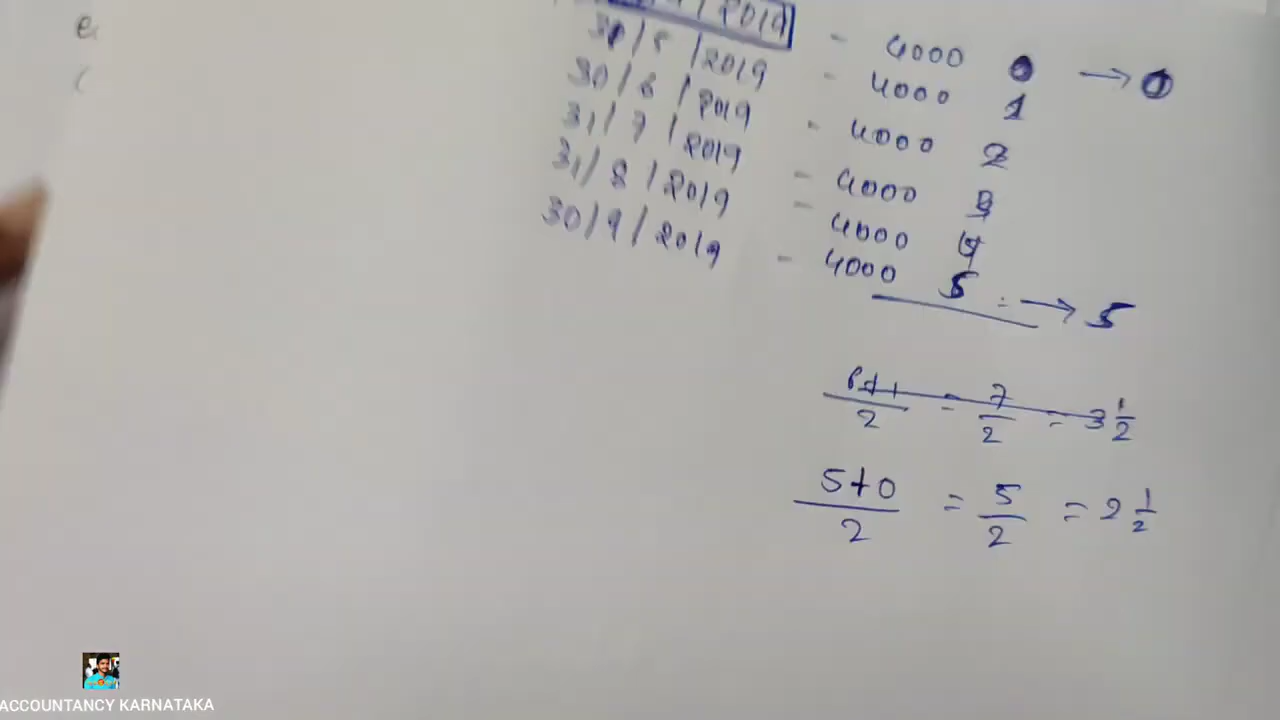 /2019 - 4000 0 → 0
/2019 - 4000 1
30/6/2019 - 4000 2
31/7/2019 - 4000 3
31/8/2019 - 4000 4
30/9/2019 - 4000 5 → 5
6+1/2 = 7/2 = 3 1/2
5+0/2 = 5/2 = 2 1/2
ACCOUNTANCY KARNATAKA